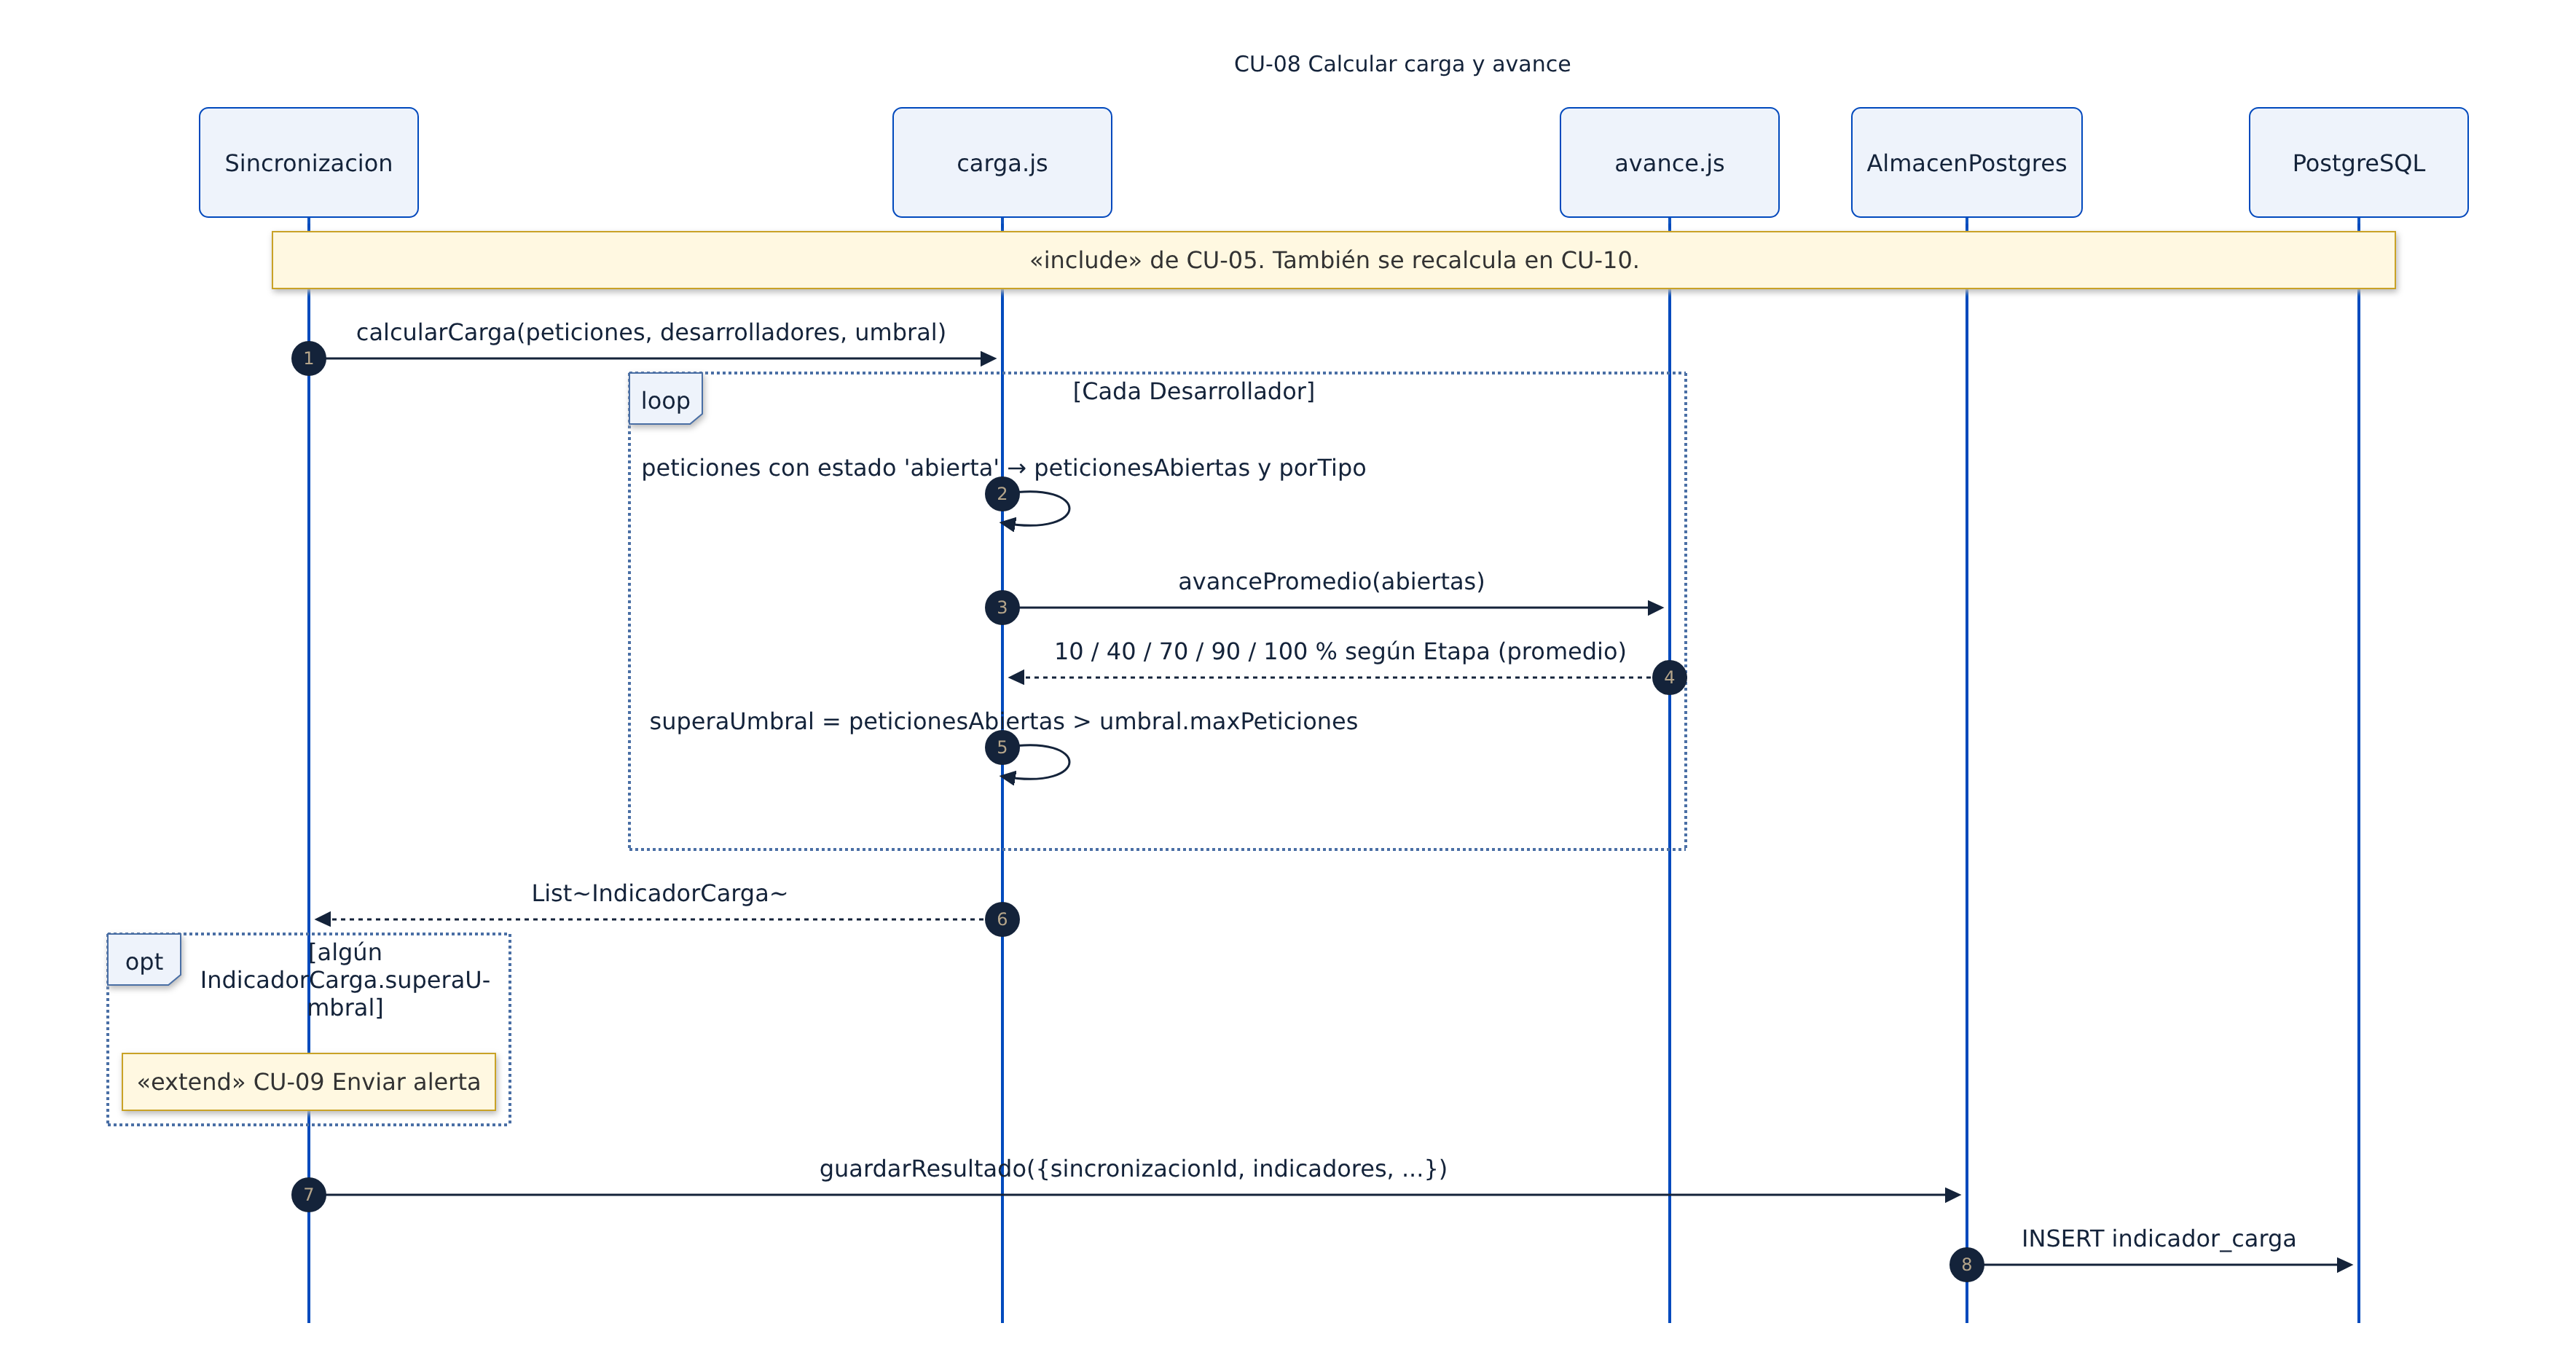 CU-08 Calcular carga y avance
Sincronizacion
carga.js
avance.js
AlmacenPostgres
PostgreSQL
«include» de CU-05. También se recalcula en CU-10.
calcularCarga(peticiones, desarrolladores, umbral)
1
loop
[Cada Desarrollador]
peticiones con estado 'abierta' → peticionesAbiertas y porTipo
2
avancePromedio(abiertas)
3
10 / 40 / 70 / 90 / 100 % según Etapa (promedio)
4
superaUmbral = peticionesAbiertas > umbral.maxPeticiones
5
List~IndicadorCarga~
6
opt
[algún
IndicadorCarga.superaU-
mbral]
«extend» CU-09 Enviar alerta
guardarResultado({sincronizacionId, indicadores, ...})
7
INSERT indicador_carga
8